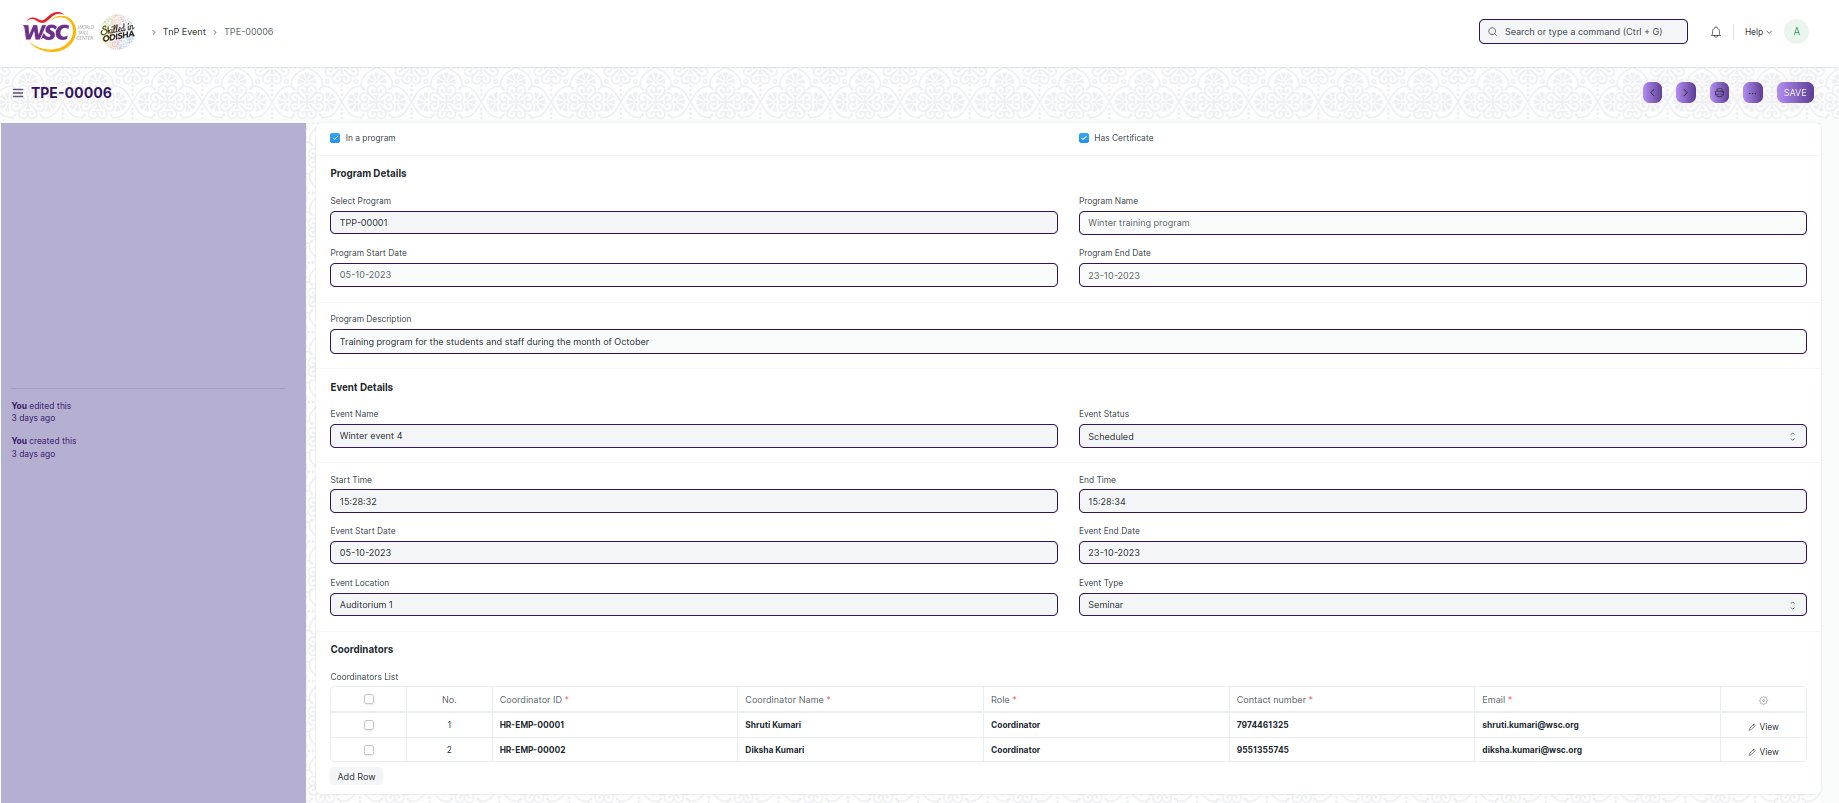 WSC WORLD SKILL CENTER Skilled in ODISHA > TnP Event > TPE-00006 Search or type a command (Ctrl + G) Help A
TPE-00006 SAVE
In a program Has Certificate
Program Details
Select Program Program Name
TPP-00001 Winter training program
Program Start Date Program End Date
05-10-2023 23-10-2023
Program Description
Training program for the students and staff during the month of October
Event Details
You edited this
3 days ago
You created this
3 days ago
Event Name Event Status
Winter event 4 Scheduled
Start Time End Time
15:28:32 15:28:34
Event Start Date Event End Date
05-10-2023 23-10-2023
Event Location Event Type
Auditorium 1 Seminar
Coordinators
Coordinators List
No. Coordinator ID * Coordinator Name * Role * Contact number * Email *
1 HR-EMP-00001 Shruti Kumari Coordinator 7974461325 shruti.kumari@wsc.org View
2 HR-EMP-00002 Diksha Kumari Coordinator 9551355745 diksha.kumari@wsc.org View
Add Row